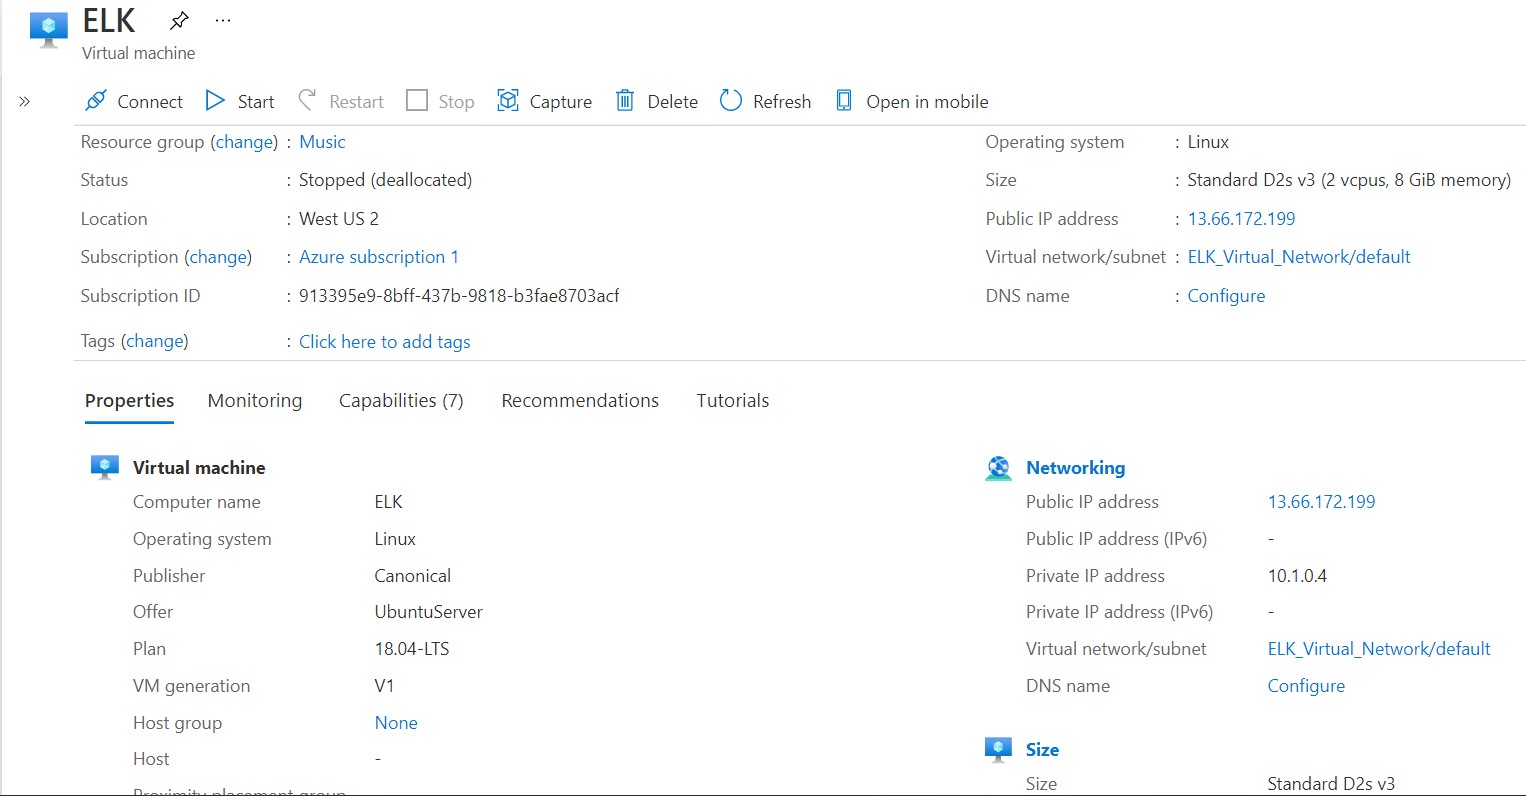 ELK
...
Virtual machine
Connect Start Restart Stop Capture Delete Refresh Open in mobile
Resource group (change) : Music
Status : Stopped (deallocated)
Location : West US 2
Subscription (change) : Azure subscription 1
Subscription ID : 913395e9-8bff-437b-9818-b3fae8703acf
Tags (change) : Click here to add tags
Operating system : Linux
Size : Standard D2s v3 (2 vcpus, 8 GiB memory)
Public IP address : 13.66.172.199
Virtual network/subnet : ELK_Virtual_Network/default
DNS name : Configure
Properties Monitoring Capabilities (7) Recommendations Tutorials
Virtual machine
Computer name ELK
Operating system Linux
Publisher Canonical
Offer UbuntuServer
Plan 18.04-LTS
VM generation V1
Host group None
Host -
Proximity placement group
Networking
Public IP address 13.66.172.199
Public IP address (IPv6) -
Private IP address 10.1.0.4
Private IP address (IPv6) -
Virtual network/subnet ELK_Virtual_Network/default
DNS name Configure
Size
Size Standard D2s v3